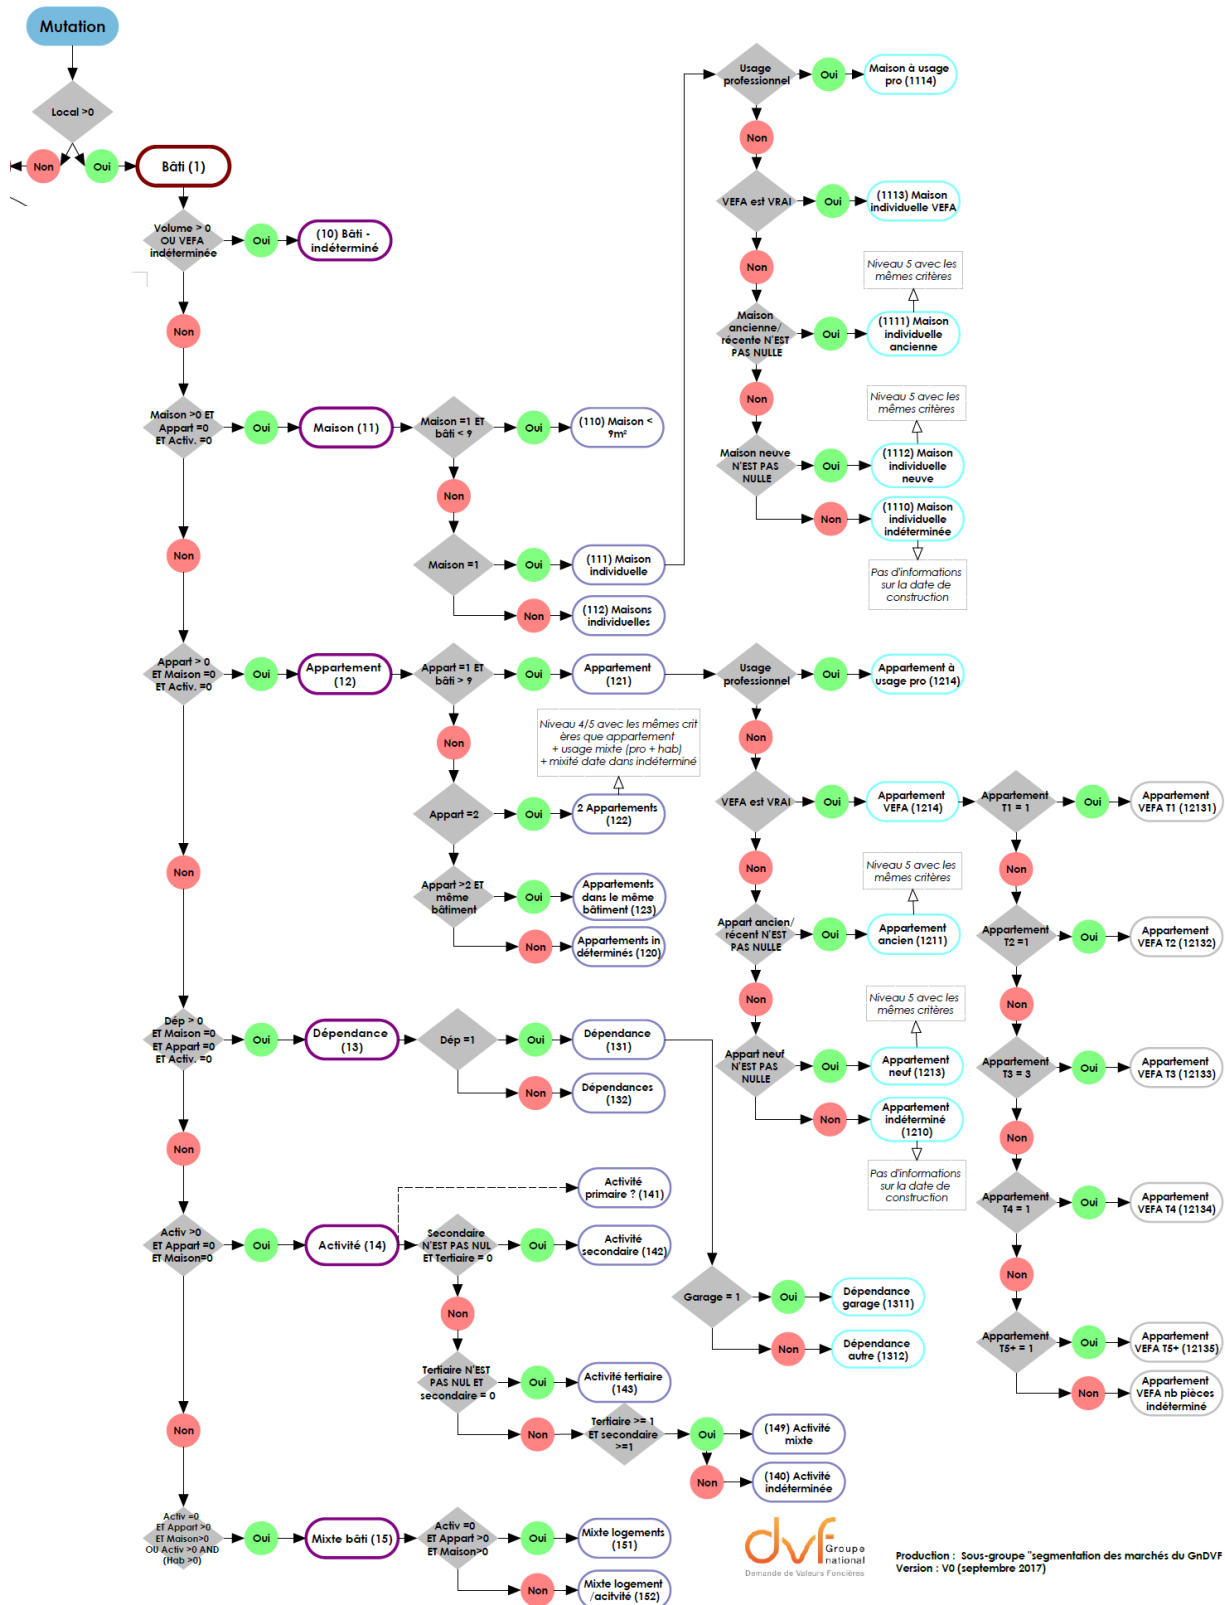 Mutation
Local >0
Non
Oui
Bâti (1)
Volume > 0
OU VEFA
indéterminée
Oui
(10) Bâti -
indéterminé
Non
Maison >0 ET
Appart =0
ET Activ. =0
Oui
Maison (11)
Maison =1 ET
bâti < 9
Oui
(110) Maison <
9m²
Non
Maison =1
Oui
(111) Maison
individuelle
Non
(112) Maisons
individuelles
Usage
professionnel
Oui
Maison à usage
pro (1114)
Non
VEFA est VRAI
Oui
(1113) Maison
individuelle VEFA
Non
Niveau 5 avec les
mêmes critères
Maison
ancienne/
récente N'EST
PAS NULLE
Oui
(1111) Maison
individuelle
ancienne
Non
Niveau 5 avec les
mêmes critères
Maison neuve
N'EST PAS
NULLE
Oui
(1112) Maison
individuelle
neuve
Non
(1110) Maison
individuelle
indéterminée
Pas d'informations
sur la date de
construction
Non
Appart > 0
ET Maison =0
ET Activ. =0
Oui
Appartement
(12)
Appart =1 ET
bâti > 9
Oui
Appartement
(121)
Usage
professionnel
Oui
Appartement à
usage pro (1214)
Non
Niveau 4/5 avec les mêmes crit
ères que appartement
+ usage mixte (pro + hab)
+ mixité date dans indéterminé
Appart =2
Oui
2 Appartements
(122)
Appart >2 ET
même
bâtiment
Oui
Appartements
dans le même
bâtiment (123)
Non
Appartements in
déterminés (120)
Non
VEFA est VRAI
Oui
Appartement
VEFA (1214)
Appartement
T1 = 1
Oui
Appartement
VEFA T1 (12131)
Non
Niveau 5 avec les
mêmes critères
Appart ancien/
récent N'EST
PAS NULLE
Oui
Appartement
ancien (1211)
Non
Niveau 5 avec les
mêmes critères
Appart neuf
N'EST PAS
NULLE
Oui
Appartement
neuf (1213)
Non
Appartement
indéterminé
(1210)
Pas d'informations
sur la date de
construction
Non
Appartement
T2 =1
Oui
Appartement
VEFA T2 (12132)
Non
Appartement
T3 = 3
Oui
Appartement
VEFA T3 (12133)
Non
Appartement
T4 = 1
Oui
Appartement
VEFA T4 (12134)
Non
Appartement
T5+ = 1
Oui
Appartement
VEFA T5+ (12135)
Non
Appartement
VEFA nb pièces
indéterminé
Non
Dép > 0
ET Maison =0
ET Appart =0
ET Activ. =0
Oui
Dépendance
(13)
Dép =1
Oui
Dépendance
(131)
Non
Dépendances
(132)
Garage = 1
Oui
Dépendance
garage (1311)
Non
Dépendance
autre (1312)
Non
Activ >0
ET Appart =0
ET Maison=0
Oui
Activité (14)
Activité
primaire ? (141)
Secondaire
N'EST PAS NUL
ET Tertiaire = 0
Oui
Activité
secondaire (142)
Non
Tertiaire N'EST
PAS NUL ET
secondaire = 0
Oui
Activité tertiaire
(143)
Non
Tertiaire >= 1
ET secondaire
>=1
Oui
(149) Activité
mixte
Non
(140) Activité
indéterminée
Non
Activ =0
ET Appart >0
ET Maison>0
OU Activ >0 AND
(Hab >0)
Oui
Mixte bâti (15)
Activ =0
ET Appart >0
ET Maison>0
Oui
Mixte logements
(151)
Non
Mixte logement
/acitvité (152)
dvf Groupe
national
Demande de Valeurs Foncières
Production : Sous-groupe "segmentation des marchés du GnDVF
Version : V0 (septembre 2017)